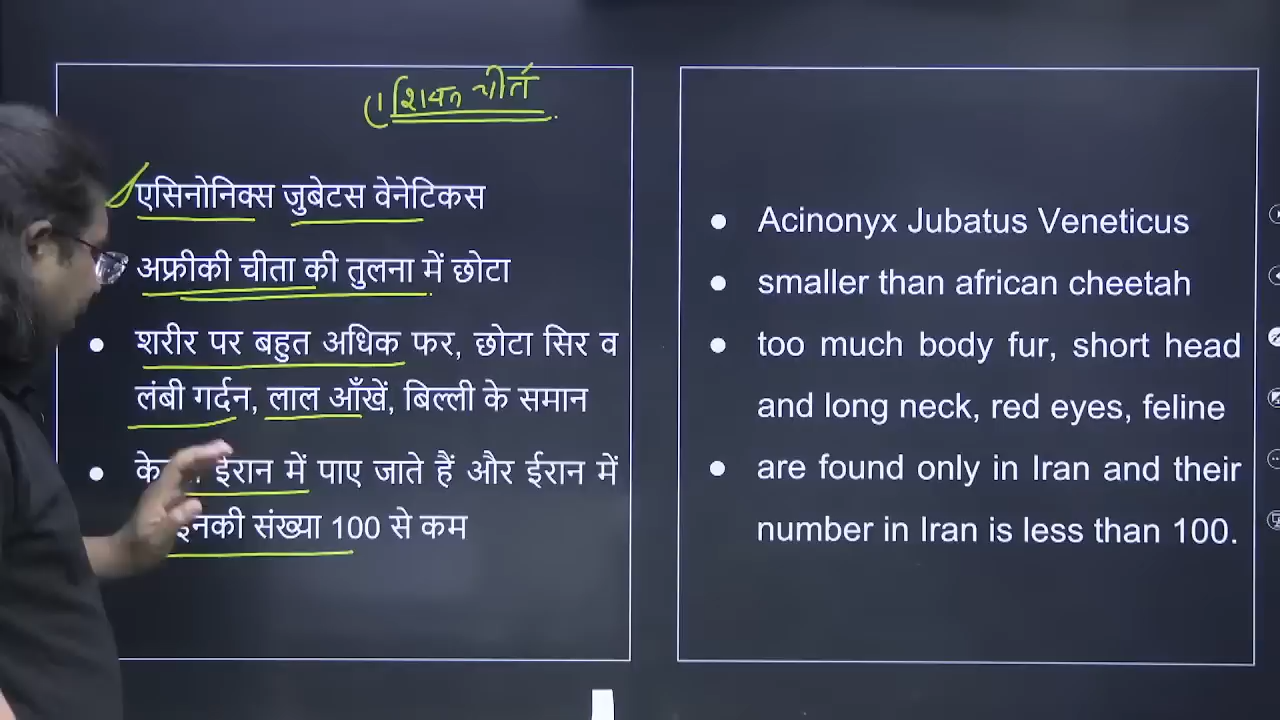 एसिनोनिक्स जुबेटस वेनेटिकस
अफ्रीकी चीता की तुलना में छोटा
शरीर पर बहुत अधिक फर, छोटा सिर व
लंबी गर्दन, लाल आँखें, बिल्ली के समान
ईरान में पाए जाते हैं और ईरान में
इनकी संख्या 100 से कम
Acinonyx Jubatus Veneticus
smaller than african cheetah
too much body fur, short head
and long neck, red eyes, feline
are found only in Iran and their
number in Iran is less than 100.